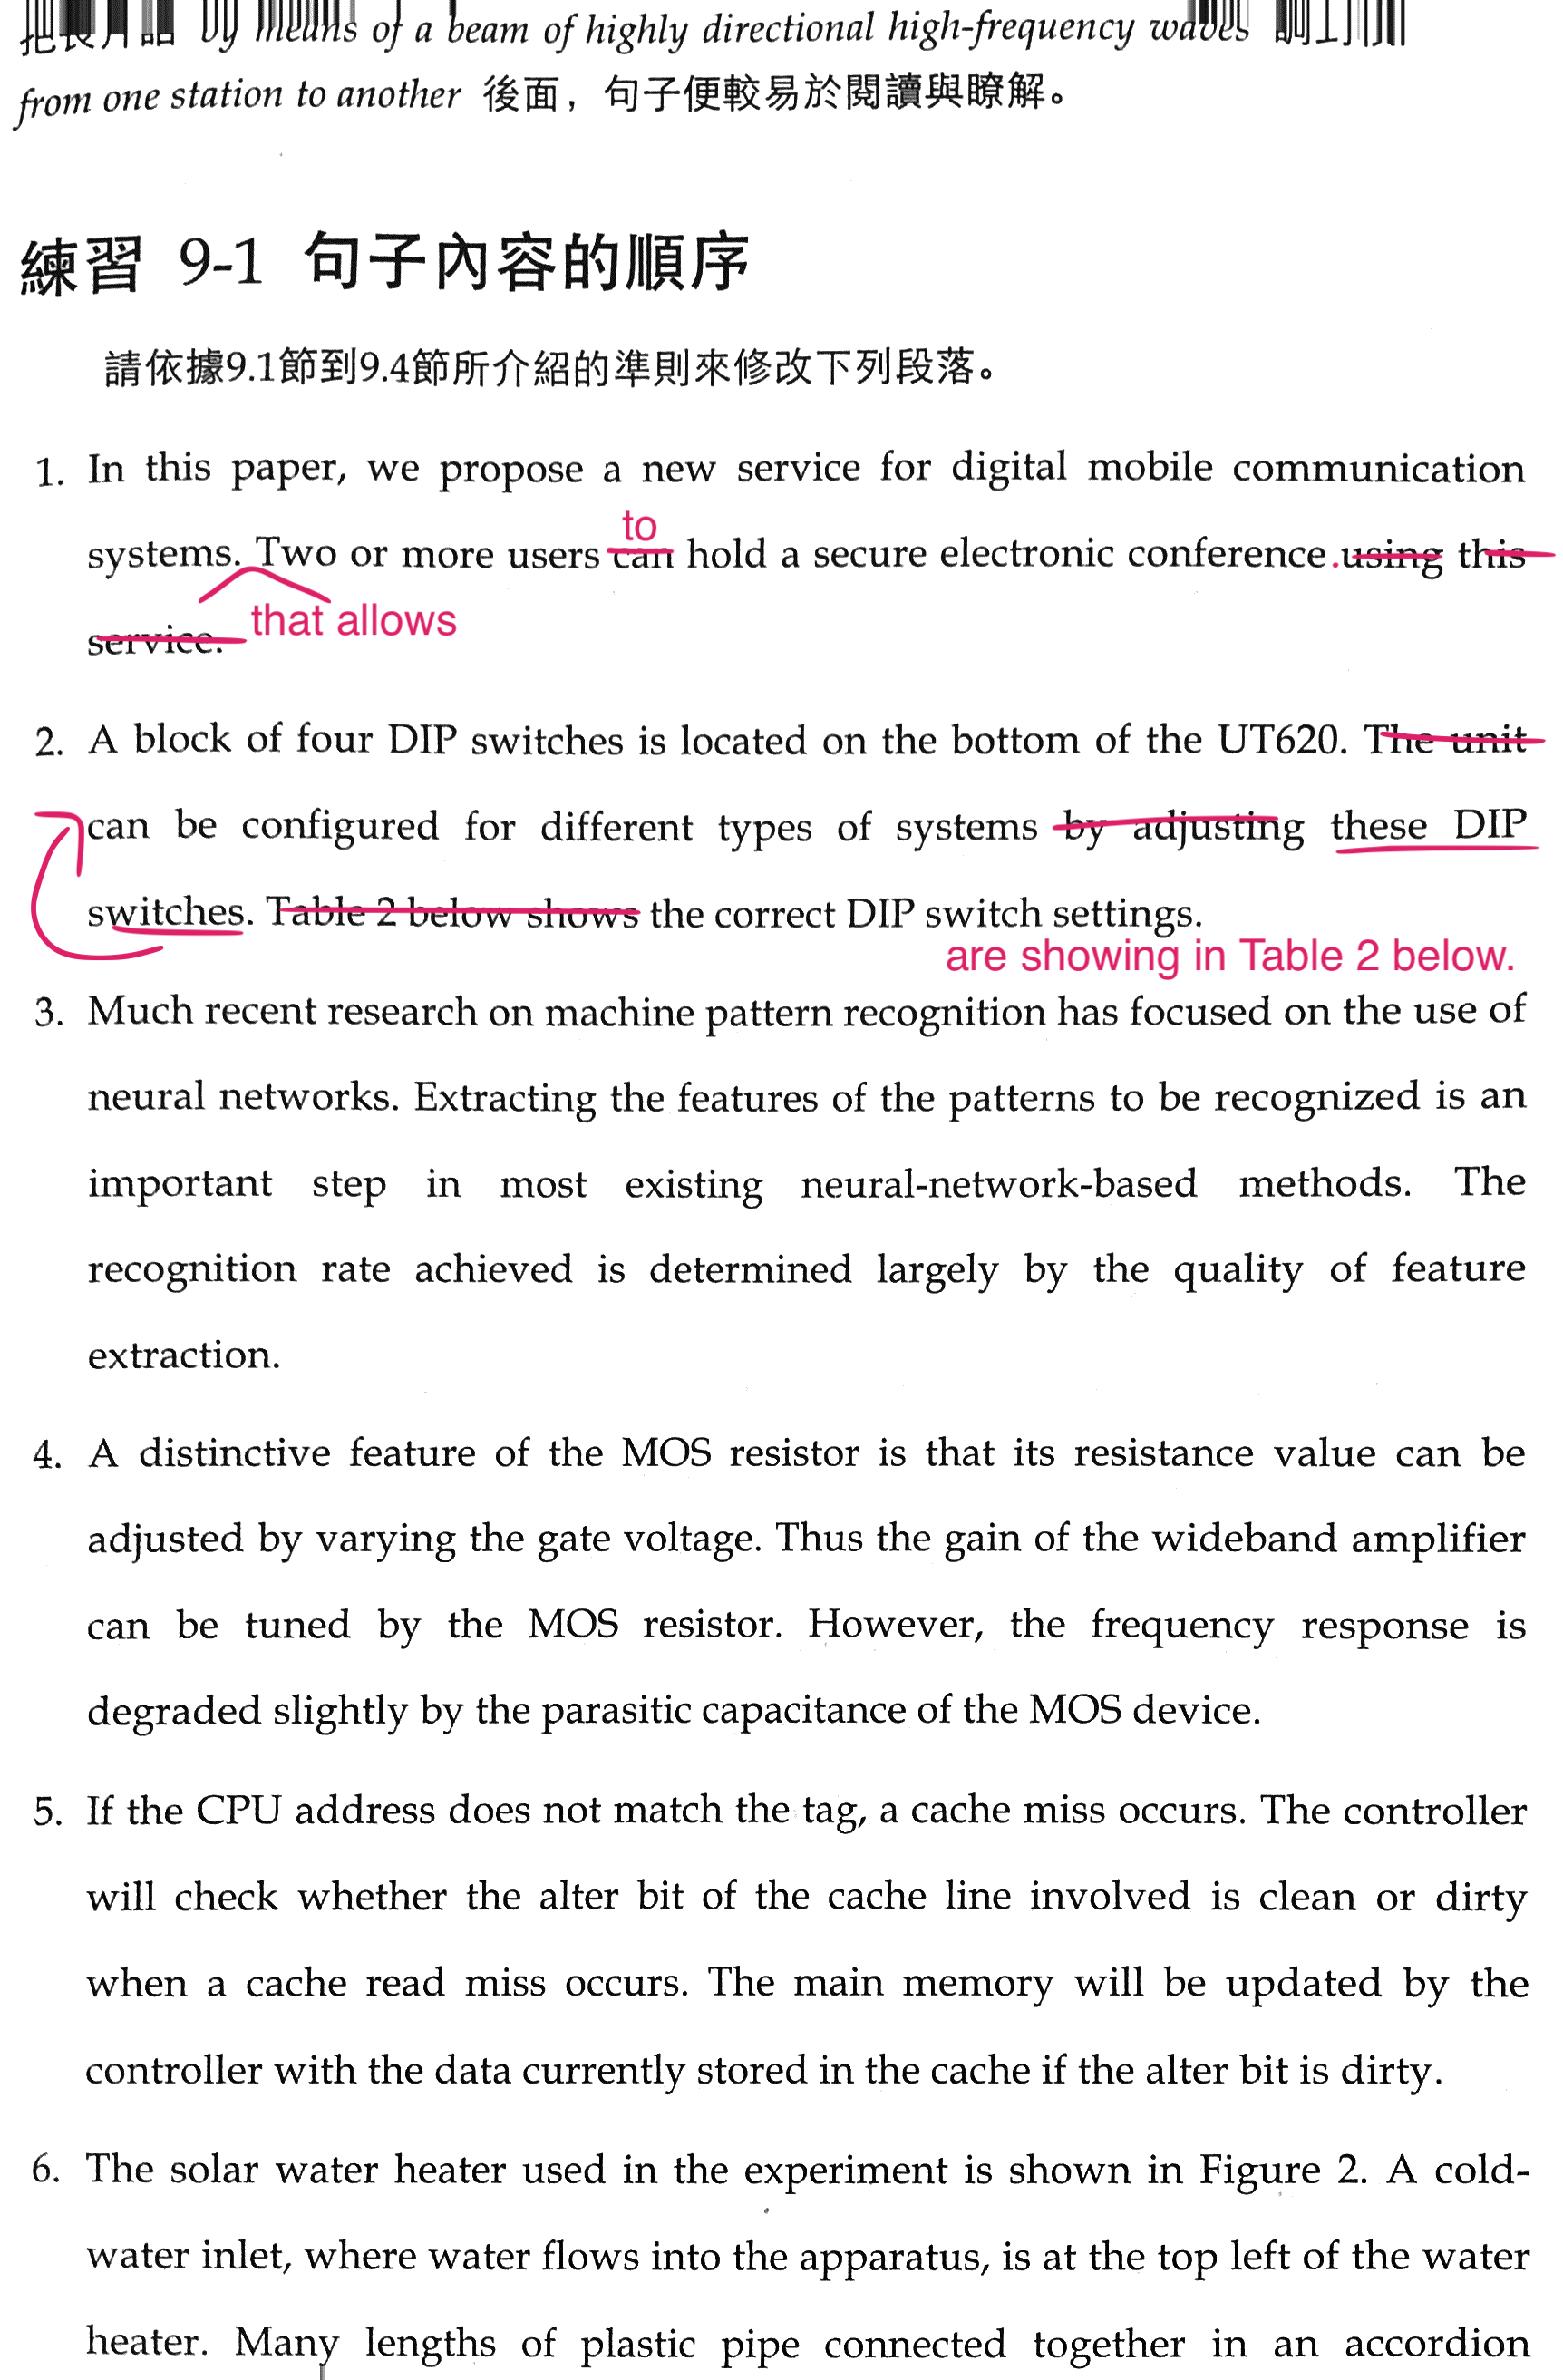 把長片語 by means of a beam of highly directional high-frequency waves 調到
from one station to another 後面，句子便較易於閱讀與瞭解。
練習 9-1 句子內容的順序
請依據9.1節到9.4節所介紹的準則來修改下列段落。
1. In this paper, we propose a new service for digital mobile communication
to
systems. Two or more users can hold a secure electronic conference.using this
that allows
service.
2. A block of four DIP switches is located on the bottom of the UT620. The unit
can be configured for different types of systems by adjusting these DIP
switches. Table 2 below shows the correct DIP switch settings.
are showing in Table 2 below.
3. Much recent research on machine pattern recognition has focused on the use of
neural networks. Extracting the features of the patterns to be recognized is an
important step in most existing neural-network-based methods. The
recognition rate achieved is determined largely by the quality of feature
extraction.
4. A distinctive feature of the MOS resistor is that its resistance value can be
adjusted by varying the gate voltage. Thus the gain of the wideband amplifier
can be tuned by the MOS resistor. However, the frequency response is
degraded slightly by the parasitic capacitance of the MOS device.
5. If the CPU address does not match the tag, a cache miss occurs. The controller
will check whether the alter bit of the cache line involved is clean or dirty
when a cache read miss occurs. The main memory will be updated by the
controller with the data currently stored in the cache if the alter bit is dirty.
6. The solar water heater used in the experiment is shown in Figure 2. A cold-
water inlet, where water flows into the apparatus, is at the top left of the water
heater. Many lengths of plastic pipe connected together in an accordion